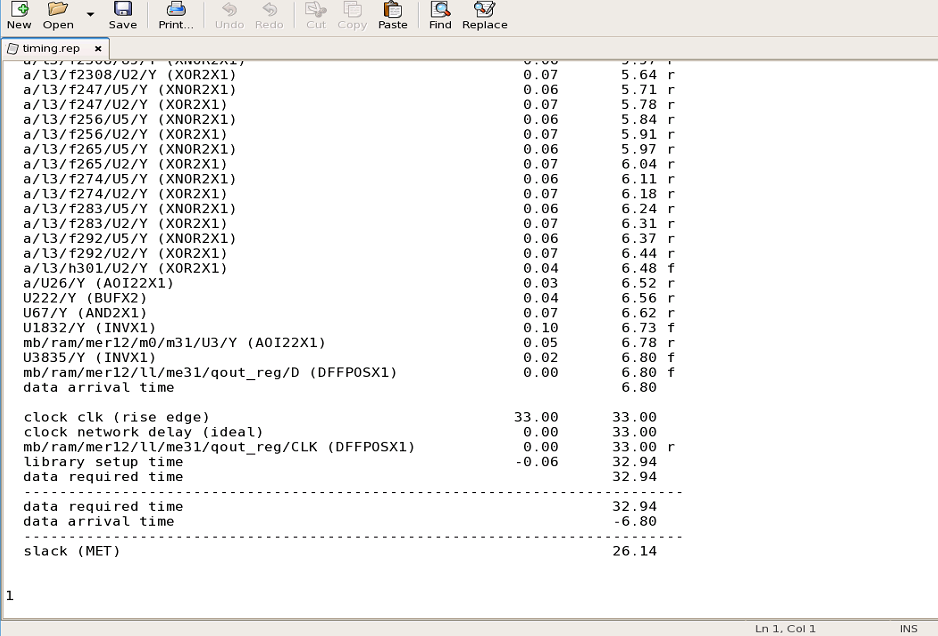 New Open Save Print... Undo Redo Cut Copy Paste Find Replace
timing.rep
a/l3/f2308/U2/Y (XOR2X1) 0.07 5.64 r
a/l3/f247/U5/Y (XNOR2X1) 0.06 5.71 r
a/l3/f247/U2/Y (XOR2X1) 0.07 5.78 r
a/l3/f256/U5/Y (XNOR2X1) 0.06 5.84 r
a/l3/f256/U2/Y (XOR2X1) 0.07 5.91 r
a/l3/f265/U5/Y (XNOR2X1) 0.06 5.97 r
a/l3/f265/U2/Y (XOR2X1) 0.07 6.04 r
a/l3/f274/U5/Y (XNOR2X1) 0.06 6.11 r
a/l3/f274/U2/Y (XOR2X1) 0.07 6.18 r
a/l3/f283/U5/Y (XNOR2X1) 0.06 6.24 r
a/l3/f283/U2/Y (XOR2X1) 0.07 6.31 r
a/l3/f292/U5/Y (XNOR2X1) 0.06 6.37 r
a/l3/f292/U2/Y (XOR2X1) 0.07 6.44 r
a/l3/h301/U2/Y (XOR2X1) 0.04 6.48 f
a/U26/Y (AOI22X1) 0.03 6.52 r
U222/Y (BUFX2) 0.04 6.56 r
U67/Y (AND2X1) 0.07 6.62 r
U1832/Y (INVX1) 0.10 6.73 f
mb/ram/mer12/m0/m31/U3/Y (AOI22X1) 0.05 6.78 r
U3835/Y (INVX1) 0.02 6.80 f
mb/ram/mer12/ll/me31/qout_reg/D (DFFPOSX1) 0.00 6.80 f
data arrival time 6.80
clock clk (rise edge) 33.00 33.00
clock network delay (ideal) 0.00 33.00
mb/ram/mer12/ll/me31/qout_reg/CLK (DFFPOSX1) 0.00 33.00 r
library setup time -0.06 32.94
data required time 32.94
--------------------------------------------------------------------------
data required time 32.94
data arrival time -6.80
--------------------------------------------------------------------------
slack (MET) 26.14
1
Ln 1, Col 1 INS